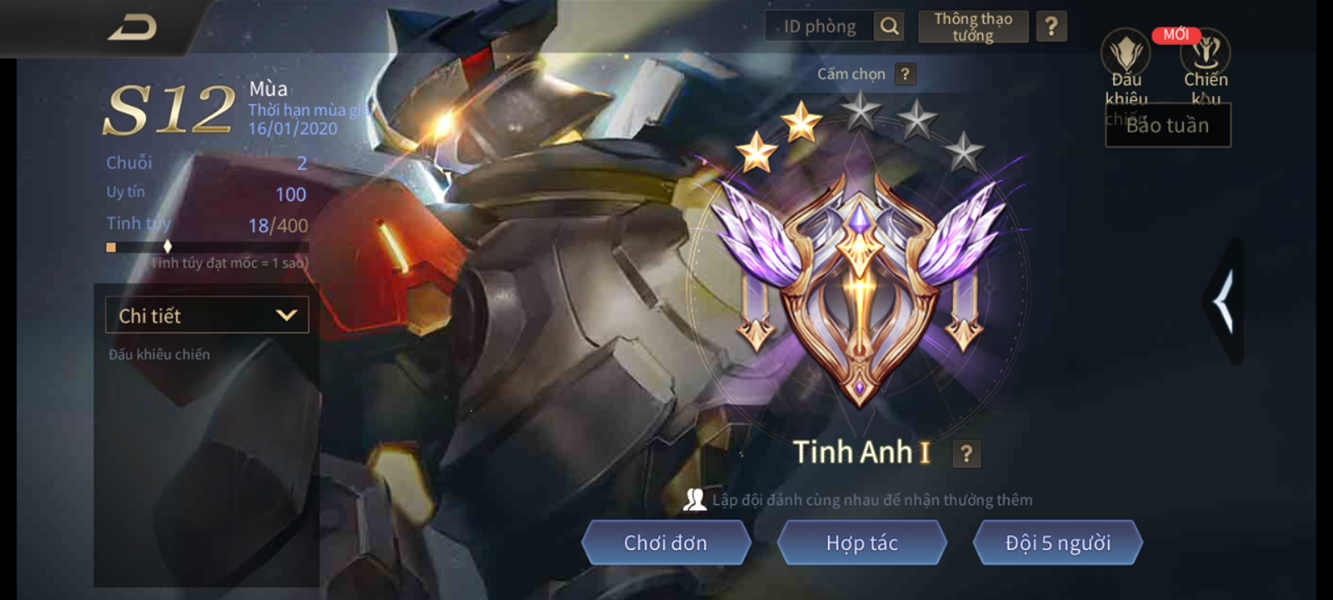 ID phòng
Thông thạo
tướng
?
Cấm chọn ?
MỚI
Đấu
khiêu
chiến
Chiến
khu
Báo tuần
S12
Mùa
Thời hạn mùa
16/01/2020
Chuỗi 2
Uy tín 100
Tinh túy 18/400
(Tinh túy đạt mốc = 1 sao)
Chi tiết
Đấu khiêu chiến
Tinh Anh I ?
Lập đội đánh cùng nhau để nhận thưởng thêm
Chơi đơn
Hợp tác
Đội 5 người